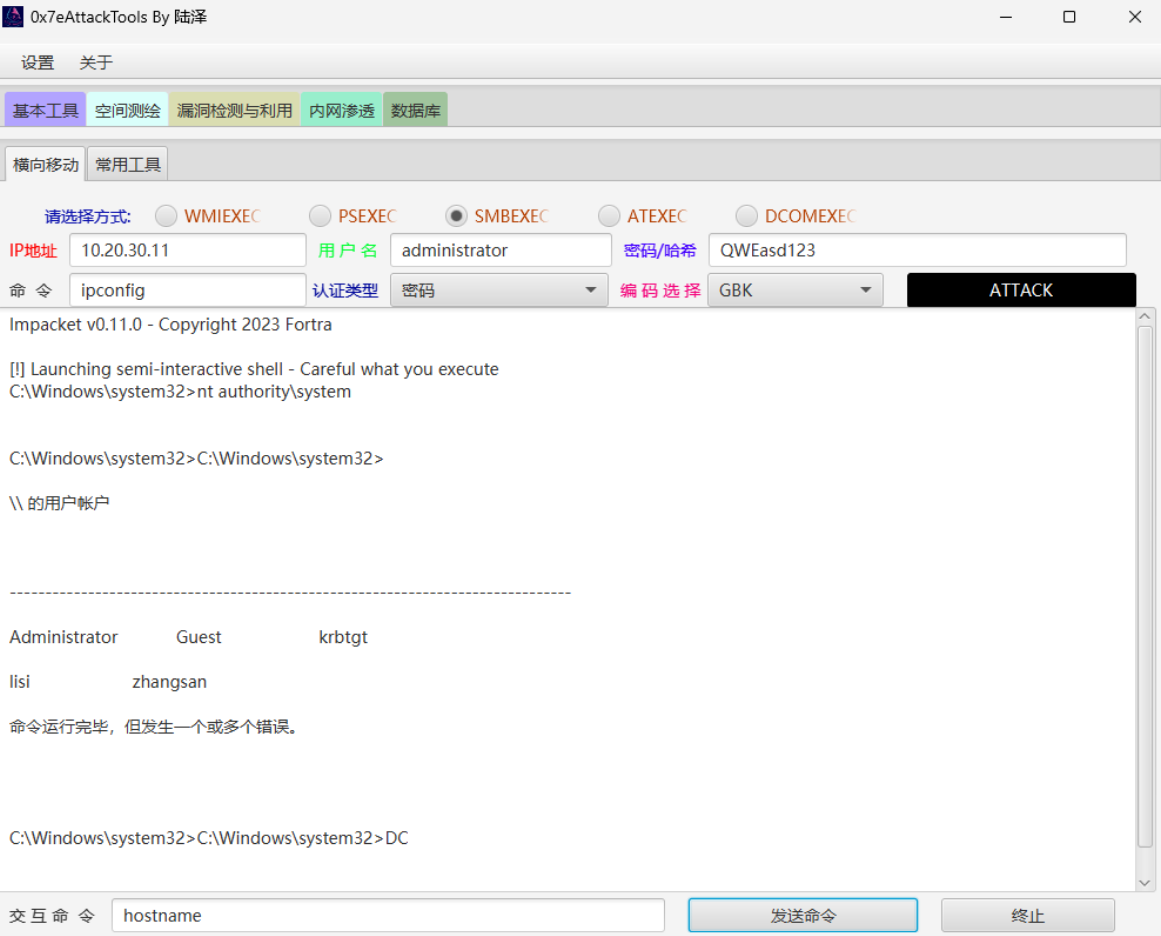 0x7eAttackTools By 陆泽
设置 关于
基本工具 空间测绘 漏洞检测与利用 内网渗透 数据库
横向移动 常用工具
请选择方式: WMIEXEC PSEXEC SMBEXEC ATEXEC DCOMEXEC
IP地址 10.20.30.11 用 户 名 administrator 密码/哈希 QWEasd123
命 令 ipconfig 认证类型 密码 编 码 选 择 GBK ATTACK
Impacket v0.11.0 - Copyright 2023 Fortra
[!] Launching semi-interactive shell - Careful what you execute
C:\Windows\system32>nt authority\system
C:\Windows\system32>C:\Windows\system32>
\\ 的用户帐户
-------------------------------------------------------------------------------
Administrator Guest krbtgt
lisi zhangsan
命令运行完毕，但发生一个或多个错误。
C:\Windows\system32>C:\Windows\system32>DC
交 互 命 令 hostname 发送命令 终止